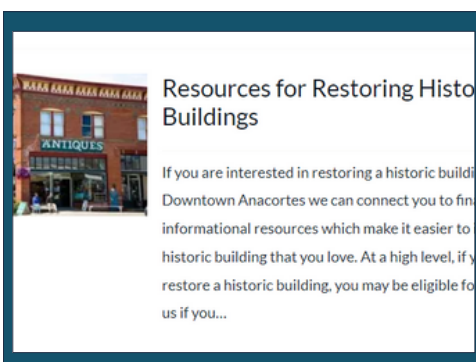 Resources for Restoring Histo
Buildings
ANTIQUES
If you are interested in restoring a historic buildi
Downtown Anacortes we can connect you to fin
informational resources which make it easier to
historic building that you love. At a high level, if y
restore a historic building, you may be eligible fo
us if you...